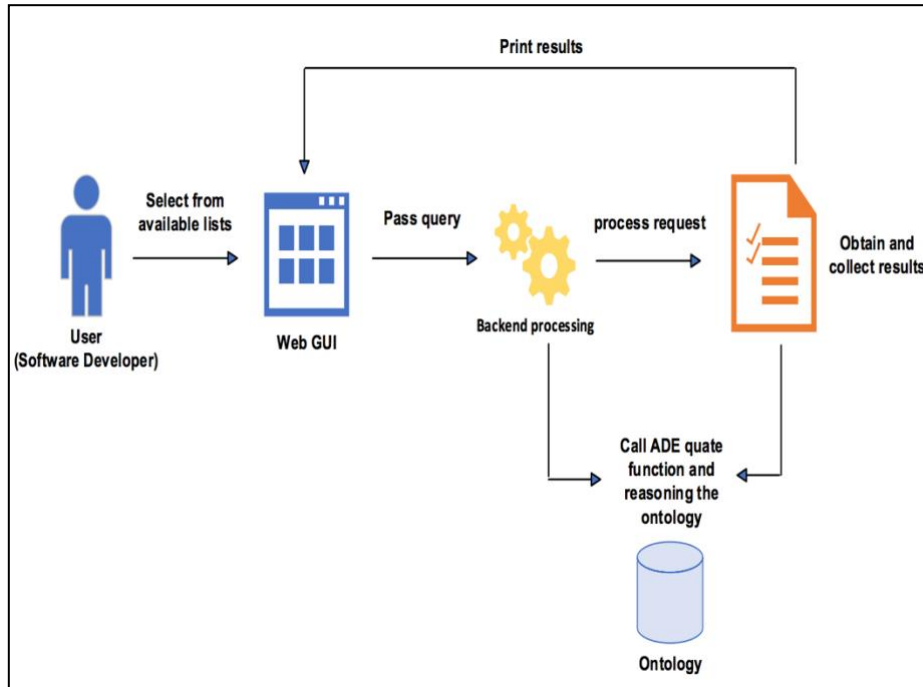 Print results
Select from
available lists
Pass query
process request
Obtain and
collect results
User
(Software Developer)
Web GUI
Backend processing
Call ADE quate
function and
reasoning the
ontology
Ontology